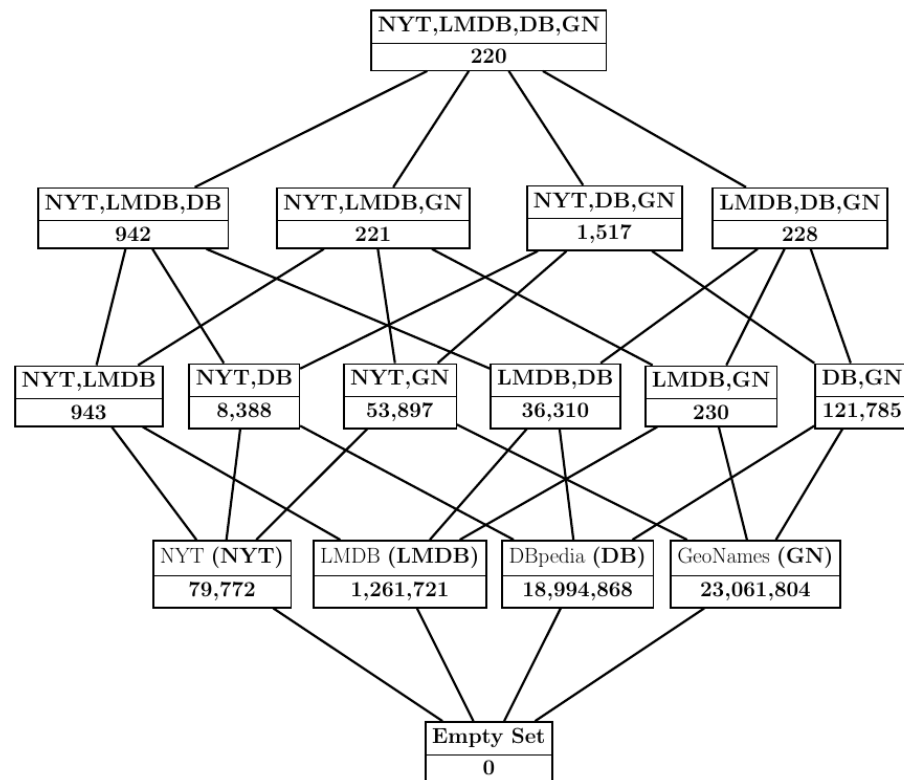 NYT,LMDB,DB,GN
220
NYT,LMDB,DB
942
NYT,LMDB,GN
221
NYT,DB,GN
1,517
LMDB,DB,GN
228
NYT,LMDB
943
NYT,DB
8,388
NYT,GN
53,897
LMDB,DB
36,310
LMDB,GN
230
DB,GN
121,785
NYT (NYT)
79,772
LMDB (LMDB)
1,261,721
DBpedia (DB)
18,994,868
GeoNames (GN)
23,061,804
Empty Set
0